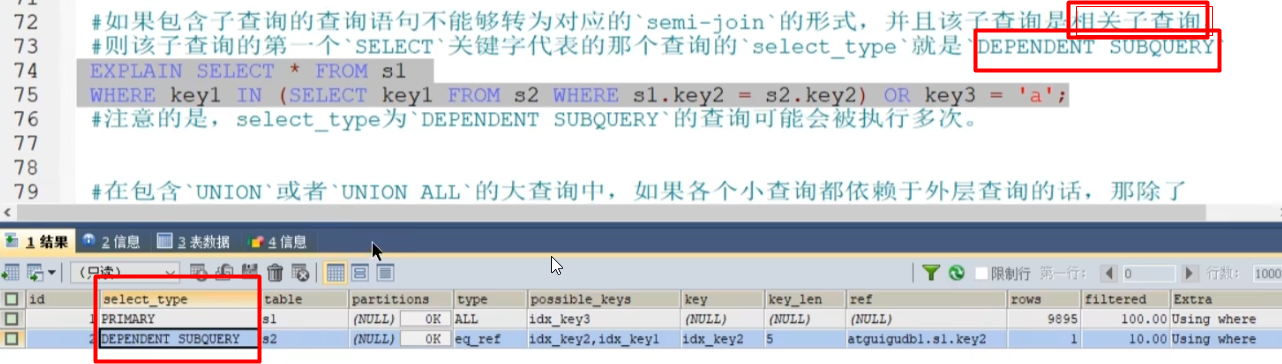 72 #如果包含子查询的查询语句不能够转为对应的`semi-join`的形式，并且该子查询是相关子查询
73 #则该子查询的第一个`SELECT`关键字代表的那个查询的`select_type`就是`DEPENDENT SUBQUERY`
74 EXPLAIN SELECT * FROM s1
75 WHERE key1 IN (SELECT key1 FROM s2 WHERE s1.key2 = s2.key2) OR key3 = 'a';
76 #注意的是，select_type为`DEPENDENT SUBQUERY`的查询可能会被执行多次。
77
78
79 #在包含`UNION`或者`UNION ALL`的大查询中，如果各个小查询都依赖于外层查询的话，那除了
1 结果 2 信息 3 表数据 4 信息
(只读) 限制行 第一行: 0 行数: 1000
id select_type table partitions type possible_keys key key_len ref rows filtered Extra
1 PRIMARY s1 (NULL) 0K ALL idx_key3 (NULL) (NULL) (NULL) 9895 100.00 Using where
2 DEPENDENT SUBQUERY s2 (NULL) 0K eq_ref idx_key2,idx_key1 idx_key2 5 atguigudb1.s1.key2 1 10.00 Using where